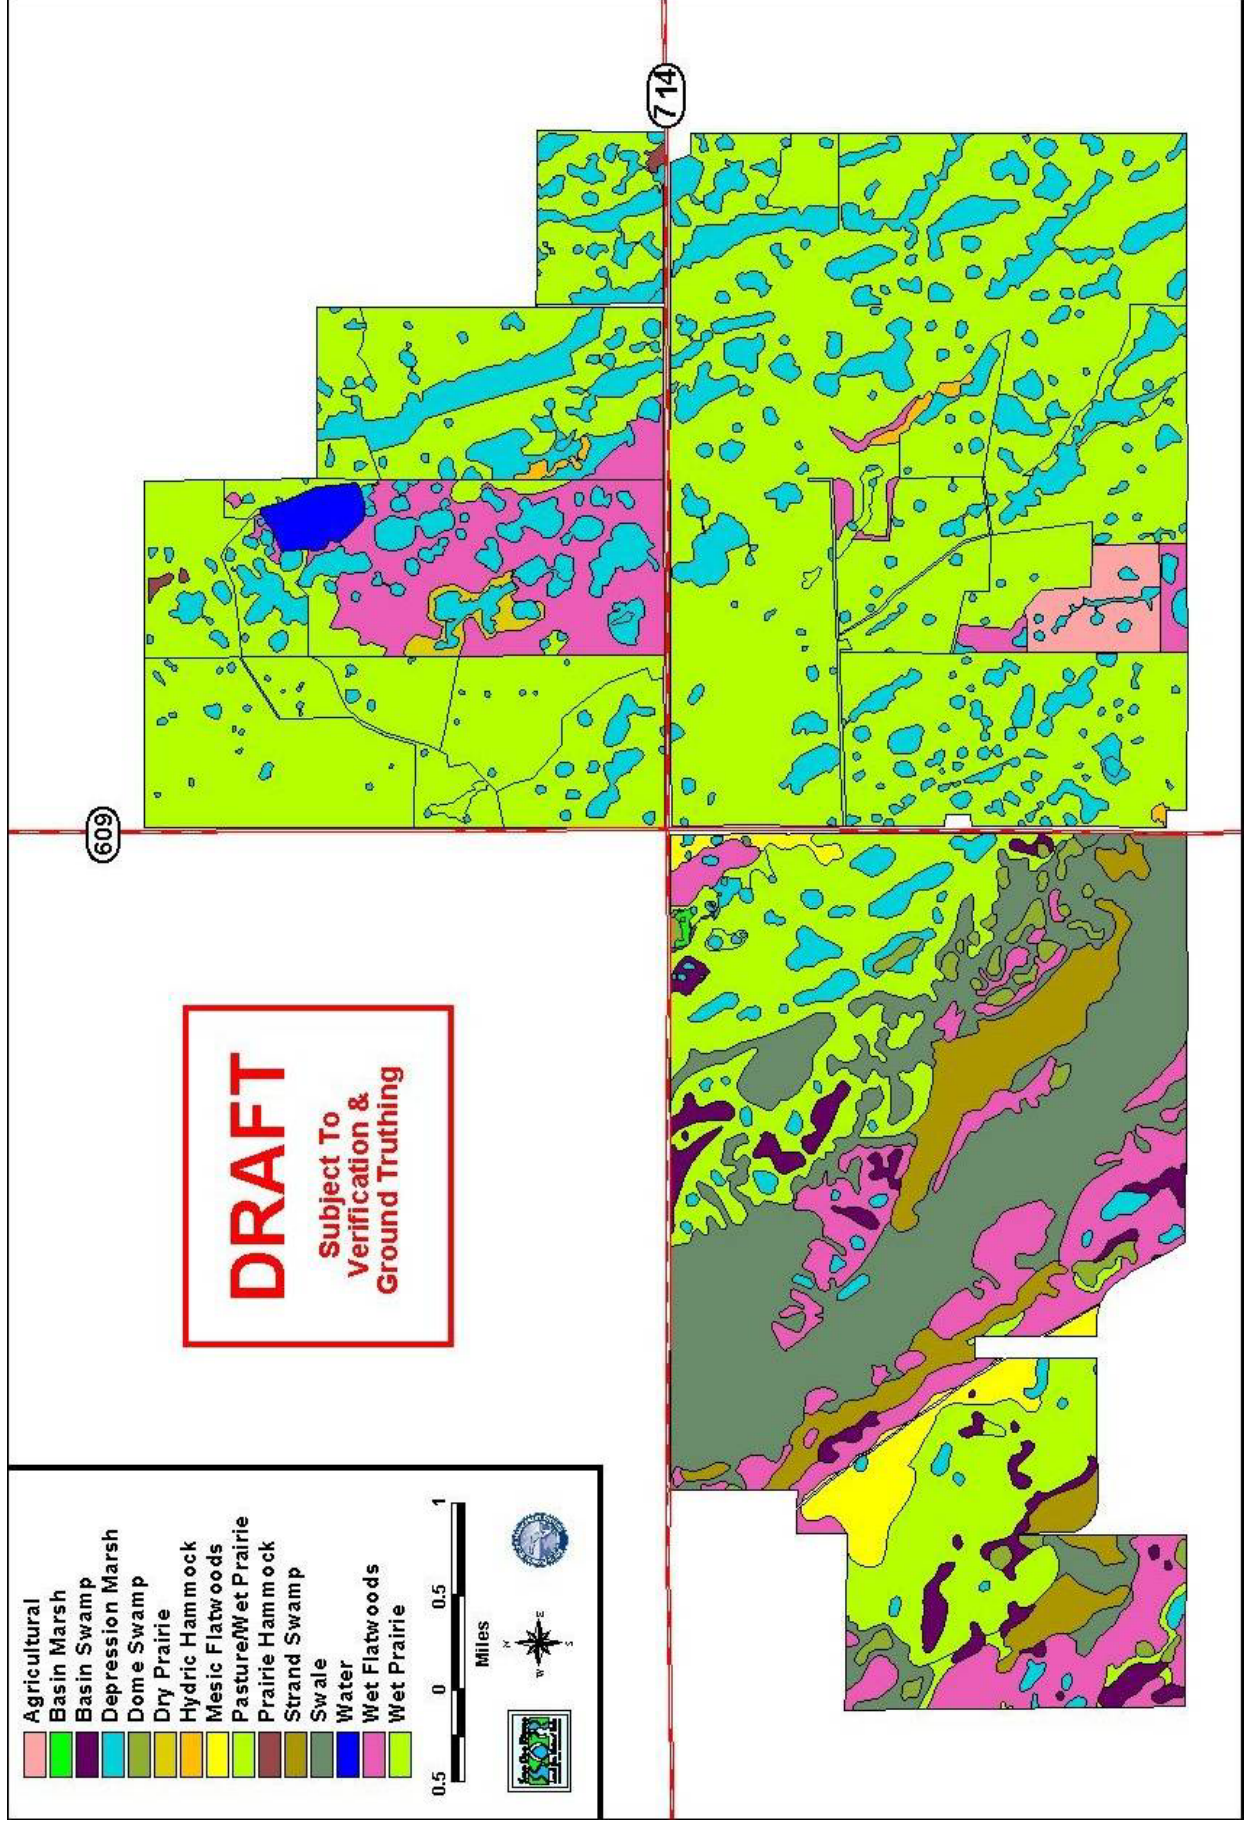 714
609
DRAFT
Subject To
Verification &
Ground Truthing
Agricultural
Basin Marsh
Basin Swamp
Depression Marsh
Dome Swamp
Dry Prairie
Hydric Hammock
Mesic Flatwoods
Pasture/Wet Prairie
Prairie Hammock
Strand Swamp
Swale
Water
Wet Flatwoods
Wet Prairie
0.5 0 0.5 1
Miles
N
W E
S